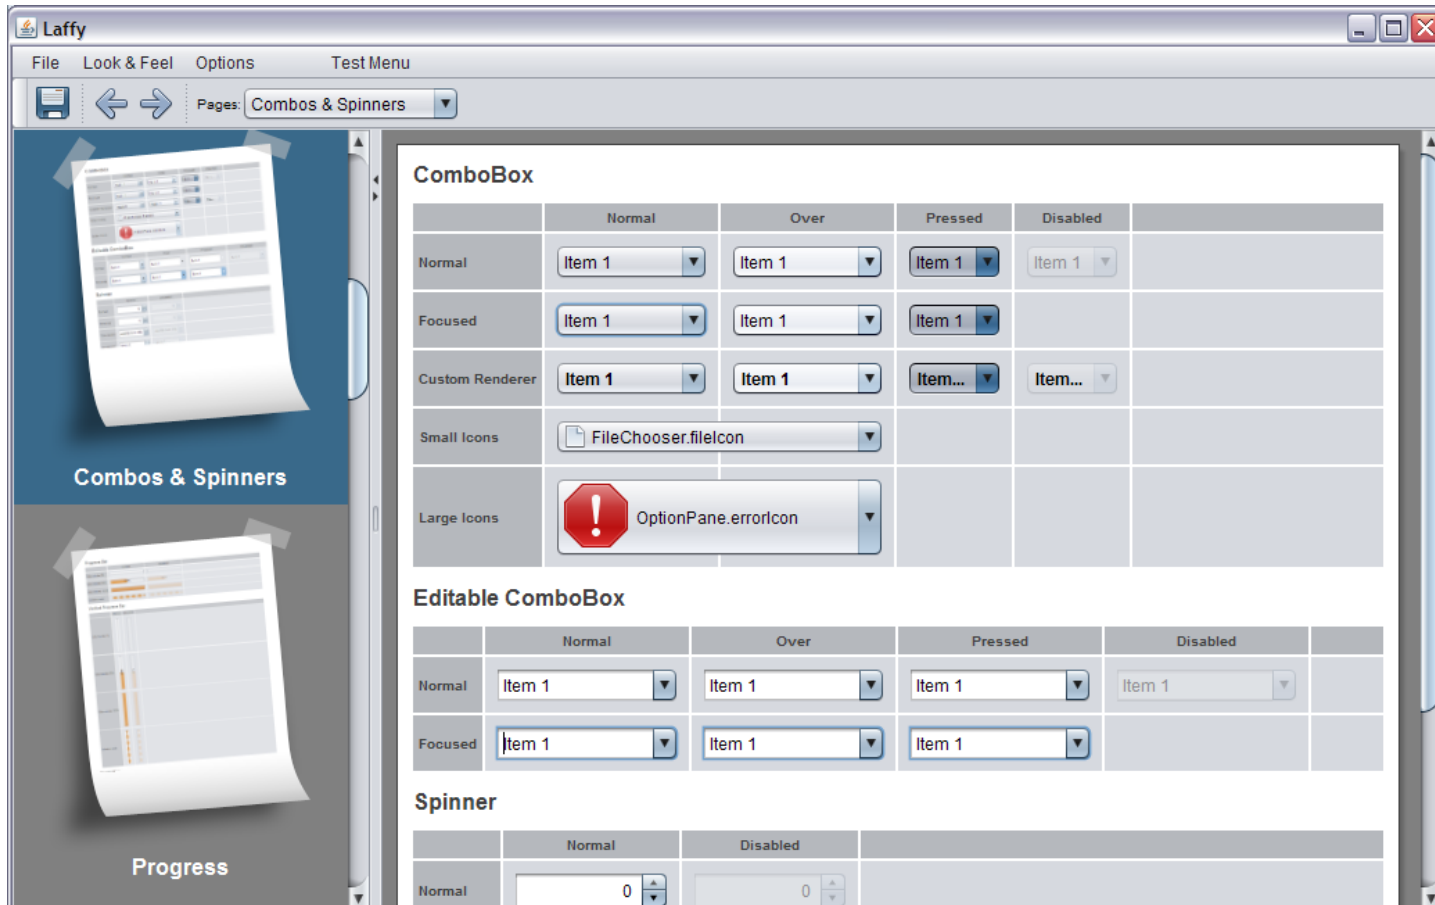 Laffy
File Look & Feel Options Test Menu
Pages: Combos & Spinners
Combos & Spinners
Progress
ComboBox
Normal Over Pressed Disabled
Normal Item 1 Item 1 Item 1 Item 1
Focused Item 1 Item 1 Item 1
Custom Renderer Item 1 Item 1 Item... Item...
Small Icons FileChooser.fileIcon
Large Icons OptionPane.errorIcon
Editable ComboBox
Normal Over Pressed Disabled
Normal Item 1 Item 1 Item 1 Item 1
Focused Item 1 Item 1 Item 1
Spinner
Normal Disabled
Normal 0 0